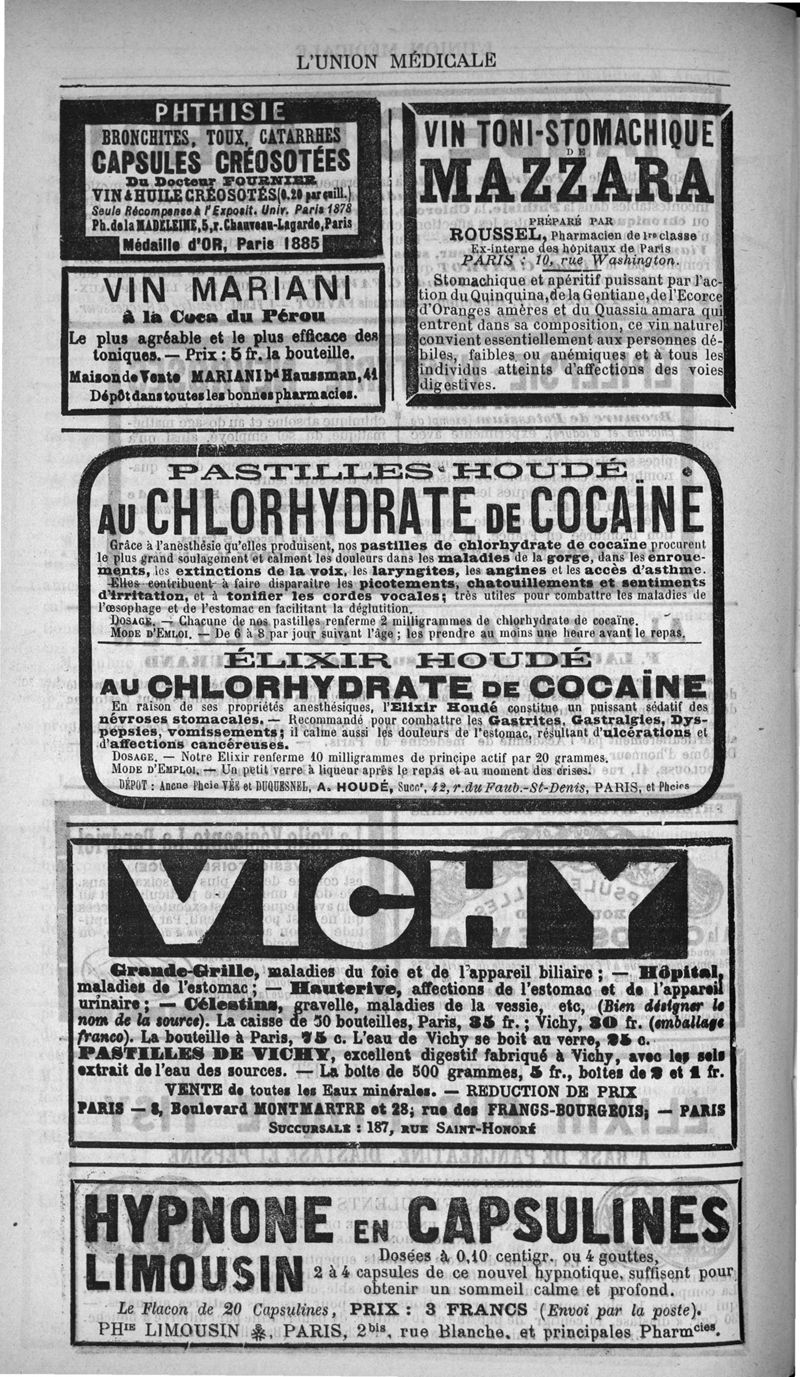 L'UNION MÉDICALE
PHTHISIE
BRONCHITES, TOUX, CATARRHES
CAPSULES CRÉOSOTÉES
Du Docteur FOURNIER
VIN & HUILE CRÉOSOTÉS (0.20 par cuill.)
Seule Récompense à l'Exposit. Univ. Paris 1878
Ph. de la MADELEINE, 5, r. Chauveau-Lagarde, Paris
Médaille d'OR, Paris 1885
VIN MARIANI
à la Coca du Pérou
Le plus agréable et le plus efficace des
toniques. — Prix : 5 fr. la bouteille.
Maison de Vente MARIANI bd Haussman, 41
Dépôt dans toutes les bonnes pharmacies.
VIN TONI-STOMACHIQUE
DE
MAZZARA
PRÉPARÉ PAR
ROUSSEL, Pharmacien de 1re classe
Ex-interne des hôpitaux de Paris
PARIS : 10, rue Washington.
Stomachique et apéritif puissant par l'ac-
tion du Quinquina, de la Gentiane, de l'Ecorce
d'Oranges amères et du Quassia amara qui
entrent dans sa composition, ce vin naturel
convient essentiellement aux personnes dé-
biles, faibles ou anémiques et à tous les
individus atteints d'affections des voies
digestives.
PASTILLES HOUDÉ
AU CHLORHYDRATE DE COCAÏNE
Grâce à l'anèsthésie qu'elles produisent, nos pastilles de chlorhydrate de cocaïne procurent
le plus grand soulagement et calment les douleurs dans les maladies de la gorge, dans les enroue-
ments, les extinctions de la voix, les laryngites, les angines et les accès d'asthme.
Elles contribuent à faire disparaitre les picotements, chatouillements et sentiments
d'irritation, et à tonifier les cordes vocales; très utiles pour combattre les maladies de
l'œsophage et de l'estomac en facilitant la déglutition.
DOSAGE. — Chacune de nos pastilles renferme 2 milligrammes de chlorhydrate de cocaïne.
MODE D'EMLOI. — De 6 à 8 par jour suivant l'âge; les prendre au moins une heure avant le repas.
ÉLIXIR HOUDÉ
AU CHLORHYDRATE DE COCAÏNE
En raison de ses propriétés anesthésiques, l'Elixir Houdé constitue un puissant sédatif des
névroses stomacales. — Recommandé pour combattre les Gastrites, Gastralgies, Dys-
pepsies, vomissements; il calme aussi les douleurs de l'estomac, résultant d'ulcérations et
d'affections cancéreuses.
DOSAGE. — Notre Elixir renferme 10 milligrammes de principe actif par 20 grammes.
MODE D'EMPLOI. — Un petit verre à liqueur après le repas et au moment des crises.
DÉPÔT : Ancne Phcie VÉE et DUQUESNEL, A. HOUDÉ, Succr, 42, r. du Faub.-St-Denis, PARIS, et Phcies
VICHY
Grande-Grille, maladies du foie et de l'appareil biliaire; — Hôpital,
maladies de l'estomac; — Hauterive, affections de l'estomac et de l'appareil
urinaire; — Célestins, gravelle, maladies de la vessie, etc, (Bien désigner le
nom de la source). La caisse de 50 bouteilles, Paris, 35 fr.; Vichy, 30 fr. (emballage
franco). La bouteille à Paris, 75 c. L'eau de Vichy se boit au verre, 25 c.
PASTILLES DE VICHY, excellent digestif fabriqué à Vichy, avec les sels
extrait de l'eau des sources. — La boîte de 500 grammes, 5 fr., boîtes de 2 et 1 fr.
VENTE de toutes les Eaux minérales. — REDUCTION DE PRIX
PARIS — 8, Boulevard MONTMARTRE et 28; rue des FRANCS-BOURGEOIS; — PARIS
SUCCURSALE : 187, RUE SAINT-HONORÉ
HYPNONE EN CAPSULINES
LIMOUSIN
Dosées à 0,10 centigr. ou 4 gouttes,
2 à 4 capsules de ce nouvel hypnotique, suffisent pour
obtenir un sommeil calme et profond.
Le Flacon de 20 Capsulines, PRIX : 3 FRANCS (Envoi par la poste).
PHIE LIMOUSIN, PARIS, 2bis, rue Blanche, et principales Pharmcies.